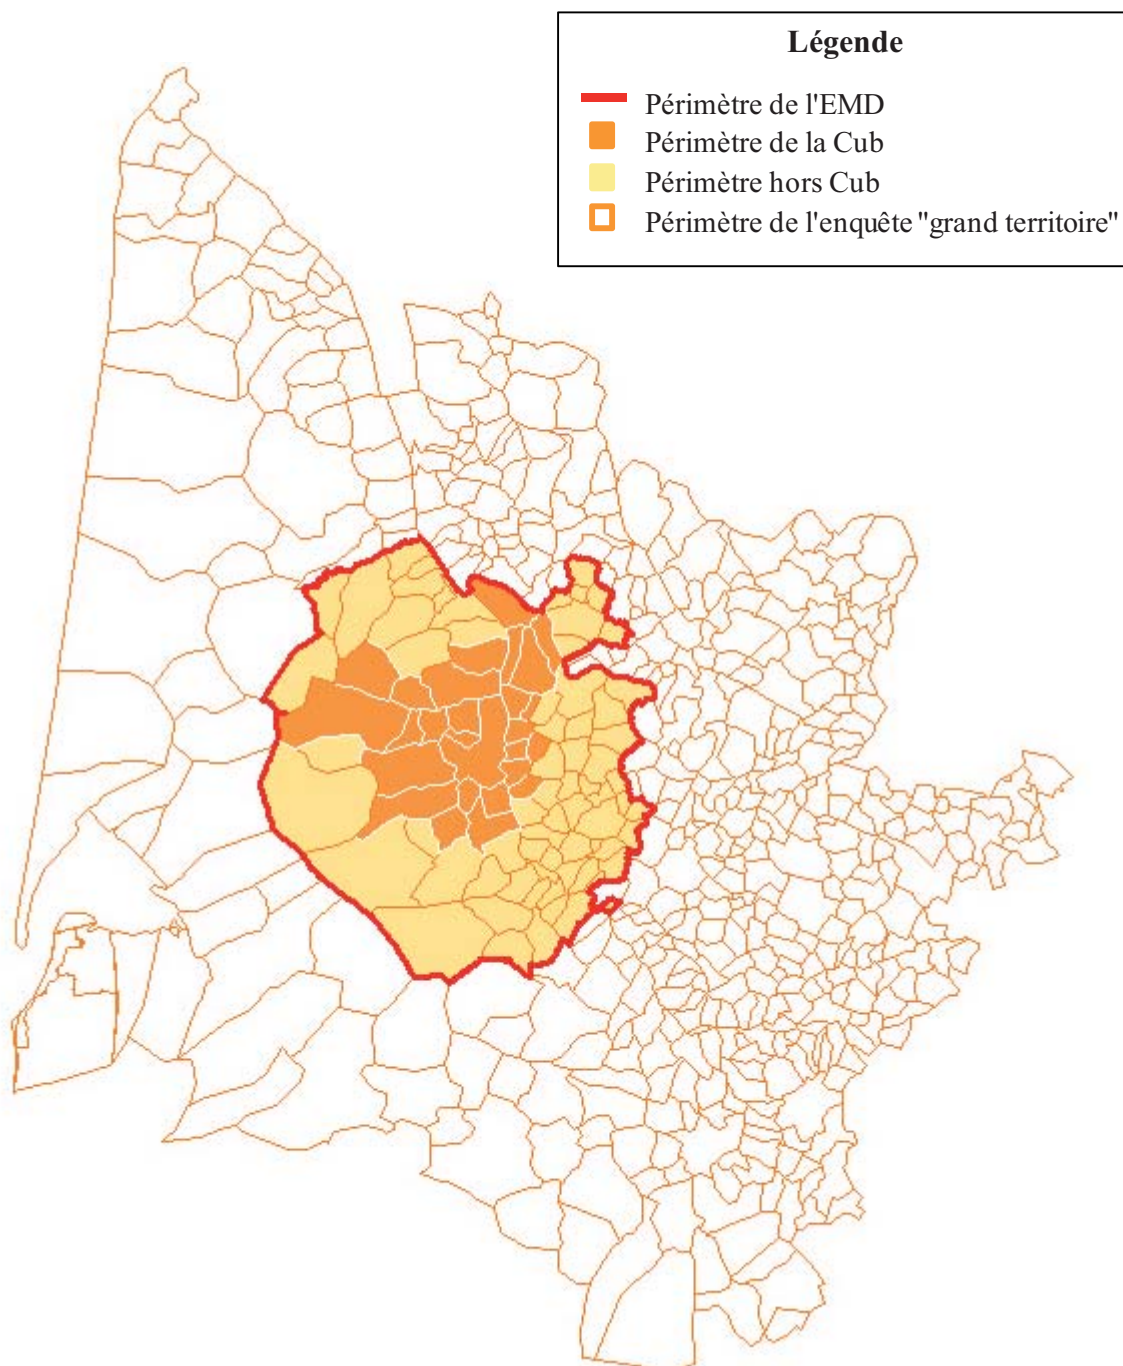 Légende
Périmètre de l'EMD
Périmètre de la Cub
Périmètre hors Cub
Périmètre de l'enquête "grand territoire"